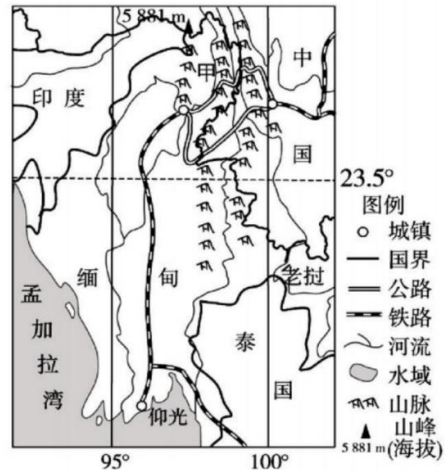 5 881 m
甲
中
印度
国
23.5°
图例
城镇
国界
公路
铁路
河流
水域
山脉
山峰
5 881 m(海拔)
缅甸
老挝
孟加拉湾
泰国
仰光
95°
100°